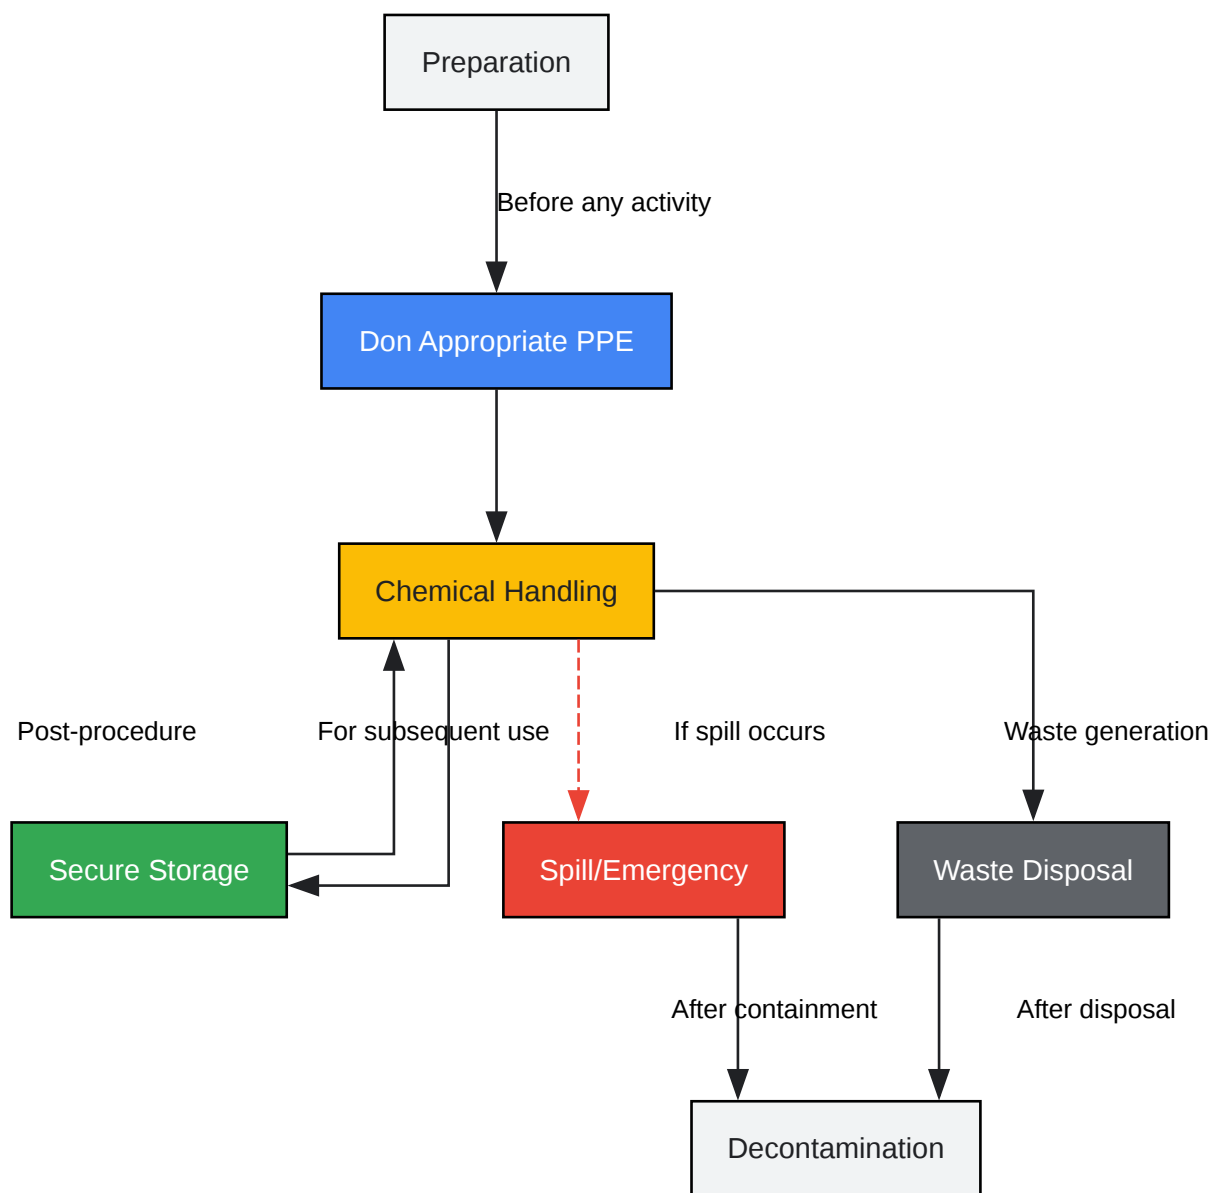 Preparation
Before any activity
Don Appropriate PPE
Chemical Handling
Post-procedure
For subsequent use
If spill occurs
Waste generation
Secure Storage
Spill/Emergency
Waste Disposal
After containment
After disposal
Decontamination